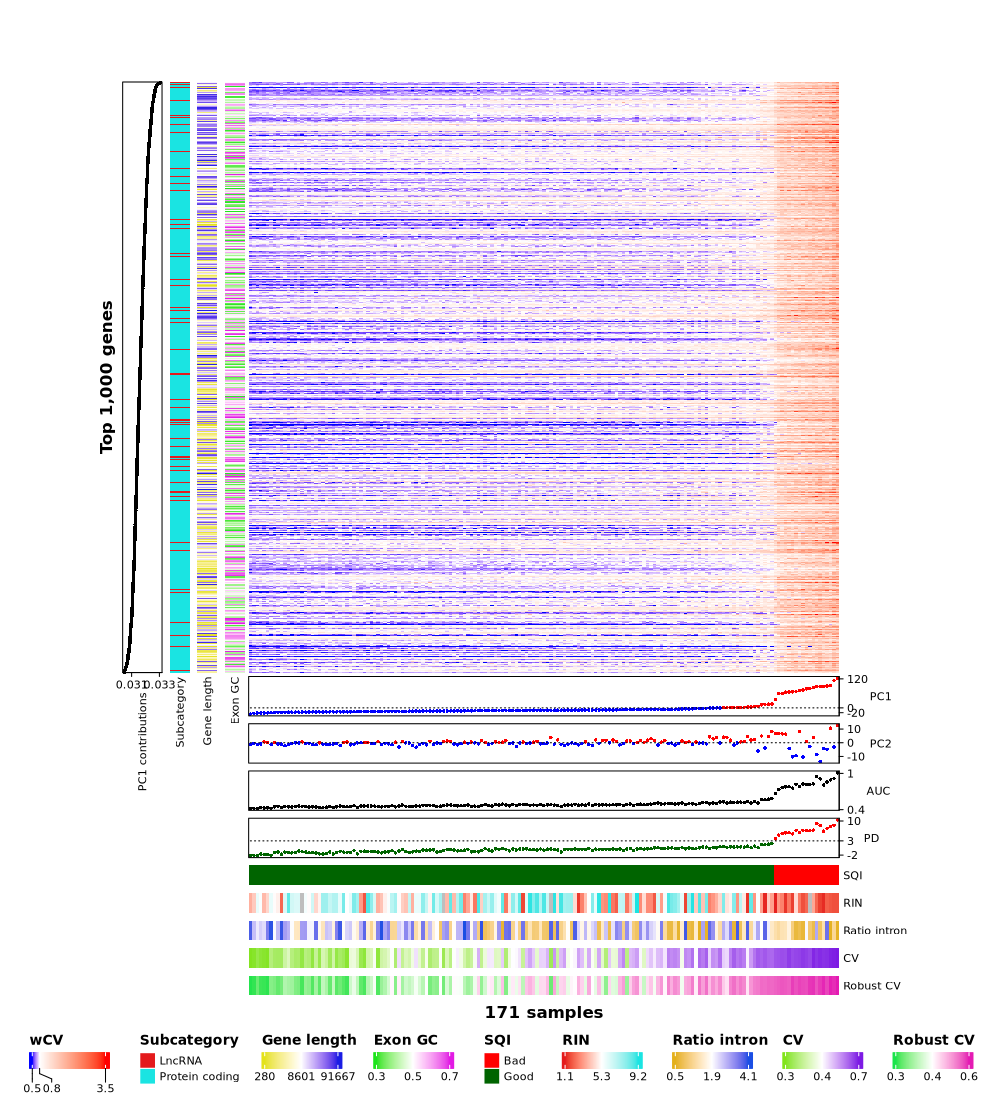 Top 1,000 genes
0.031 0.033
PC1 contributions
Subcategory
Gene length
Exon GC
120
0
-20
PC1
10
0
-10
PC2
1
0.4
AUC
10
3
-2
PD
SQI
RIN
Ratio intron
CV
Robust CV
171 samples
wCV
0.5 0.8 3.5
Subcategory
LncRNA
Protein coding
Gene length
280 8601 91667
Exon GC
0.3 0.5 0.7
SQI
Bad
Good
RIN
1.1 5.3 9.2
Ratio intron
0.5 1.9 4.1
CV
0.3 0.4 0.7
Robust CV
0.3 0.4 0.6